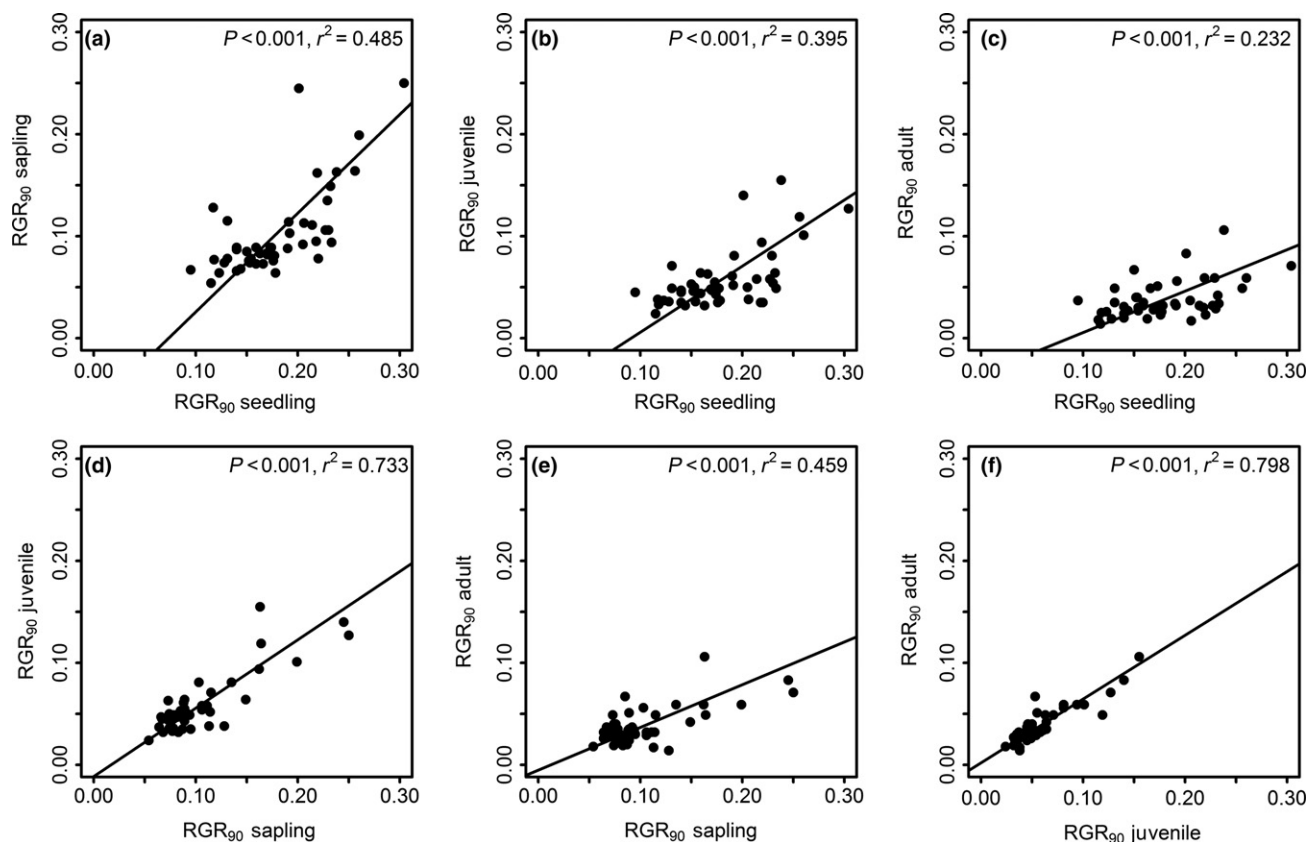 (a) P < 0.001, r² = 0.485
RGR₉₀ sapling
0.00 0.10 0.20 0.30
0.00 0.10 0.20 0.30
RGR₉₀ seedling
(b) P < 0.001, r² = 0.395
RGR₉₀ juvenile
0.00 0.10 0.20 0.30
0.00 0.10 0.20 0.30
RGR₉₀ seedling
(c) P < 0.001, r² = 0.232
RGR₉₀ adult
0.00 0.10 0.20 0.30
0.00 0.10 0.20 0.30
RGR₉₀ seedling
(d) P < 0.001, r² = 0.733
RGR₉₀ juvenile
0.00 0.10 0.20 0.30
0.00 0.10 0.20 0.30
RGR₉₀ sapling
(e) P < 0.001, r² = 0.459
RGR₉₀ adult
0.00 0.10 0.20 0.30
0.00 0.10 0.20 0.30
RGR₉₀ sapling
(f) P < 0.001, r² = 0.798
RGR₉₀ adult
0.00 0.10 0.20 0.30
0.00 0.10 0.20 0.30
RGR₉₀ juvenile